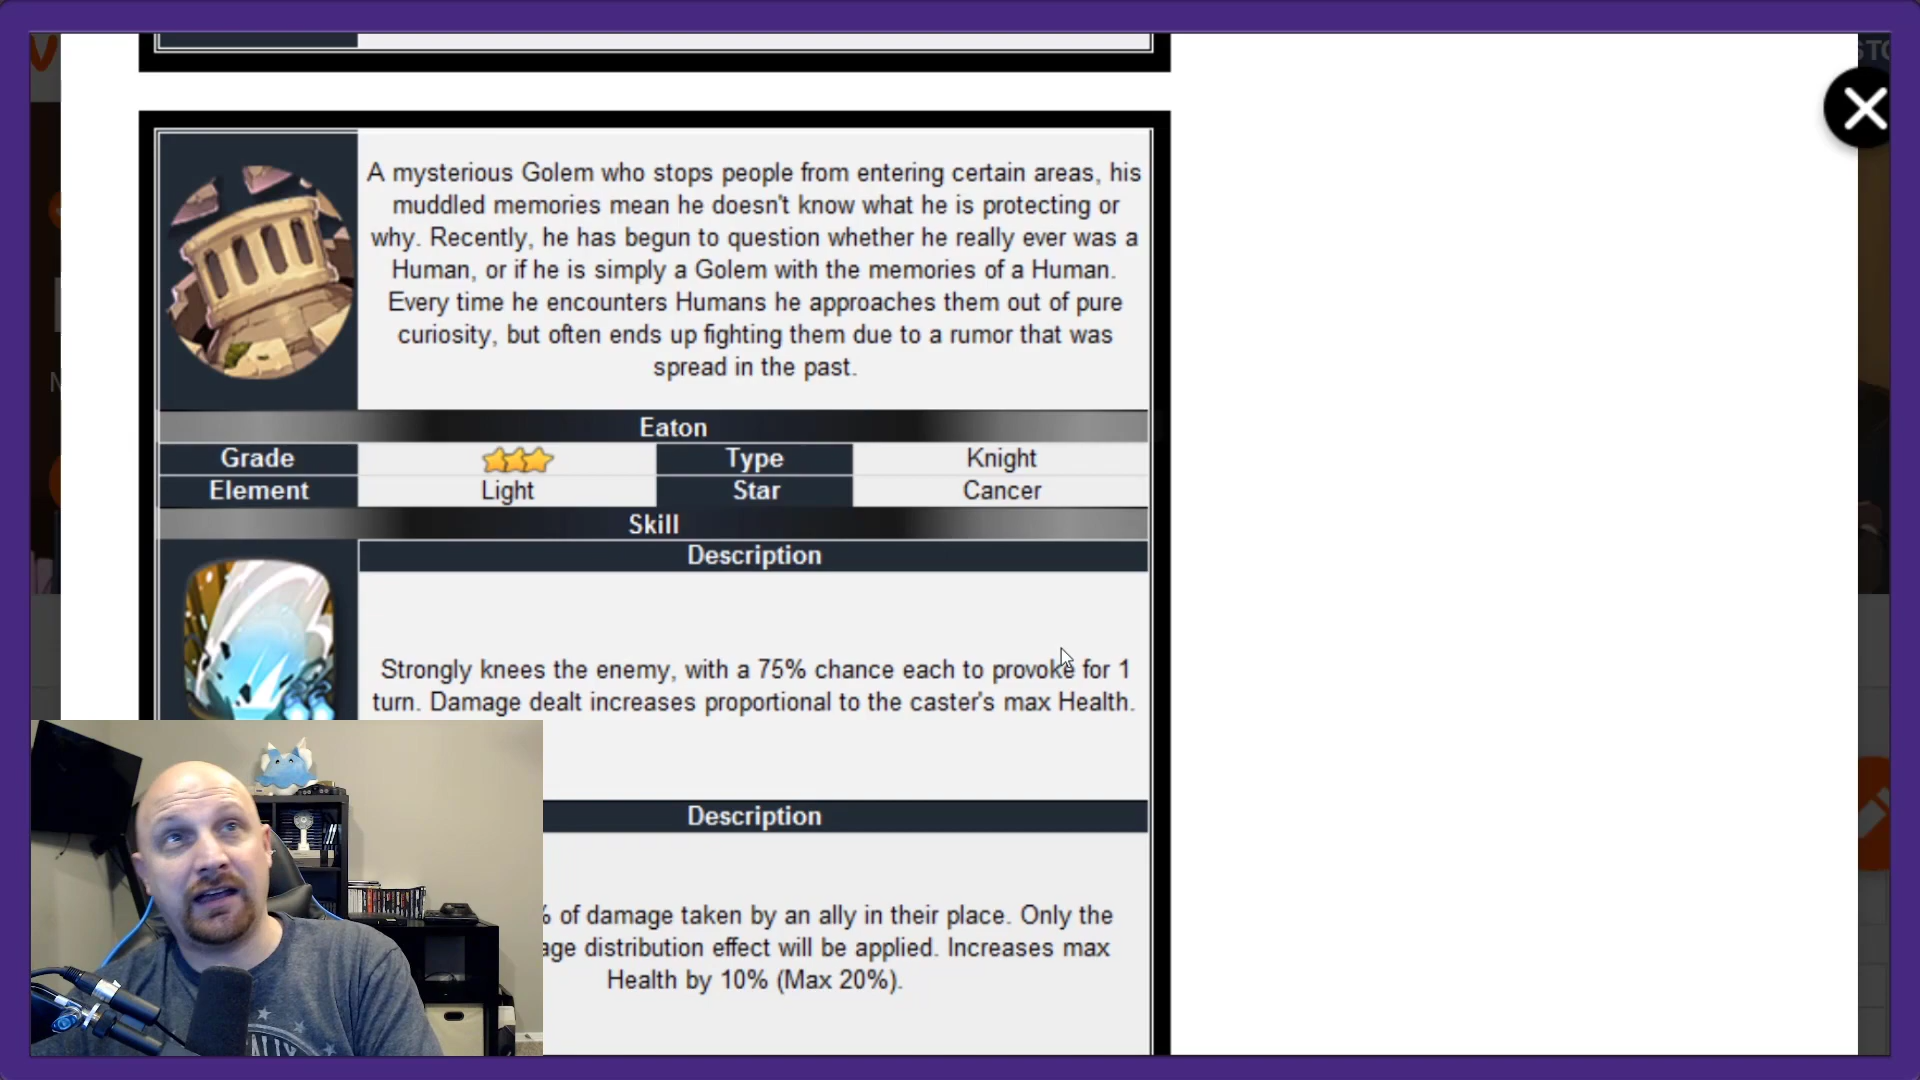 A mysterious Golem who stops people from entering certain areas, his
muddled memories mean he doesn't know what he is protecting or
why. Recently, he has begun to question whether he really ever was a
Human, or if he is simply a Golem with the memories of a Human.
Every time he encounters Humans he approaches them out of pure
curiosity, but often ends up fighting them due to a rumor that was
spread in the past.
Eaton
Grade Type Knight
Element Light Star Cancer
Skill
Description
Strongly knees the enemy, with a 75% chance each to provoke for 1
turn. Damage dealt increases proportional to the caster's max Health.
Description
% of damage taken by an ally in their place. Only the
distribution effect will be applied. Increases max
Health by 10% (Max 20%).